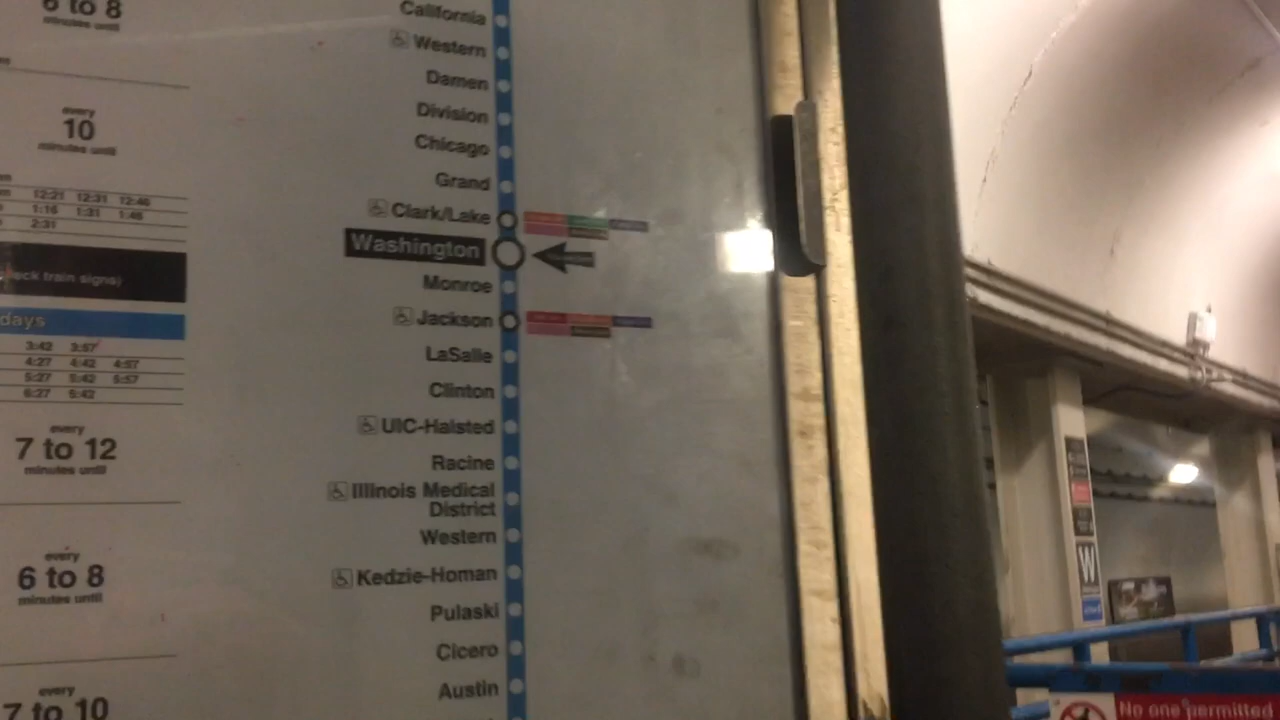 6 to 8
minutes until
every
10
minutes until
12:21 12:31 12:46
1:16 1:31 1:46
2:31
eck train signs)
days
3:42 3:57
4:27 4:42 4:57
5:27 5:42 5:57
6:27 6:42
every
7 to 12
minutes until
every
6 to 8
minutes until
every
7 to 10
California
Western
Damen
Division
Chicago
Grand
Clark/Lake
Washington
Monroe
Jackson
LaSalle
Clinton
UIC-Halsted
Racine
Illinois Medical
District
Western
Kedzie-Homan
Pulaski
Cicero
Austin
W
No one permitted